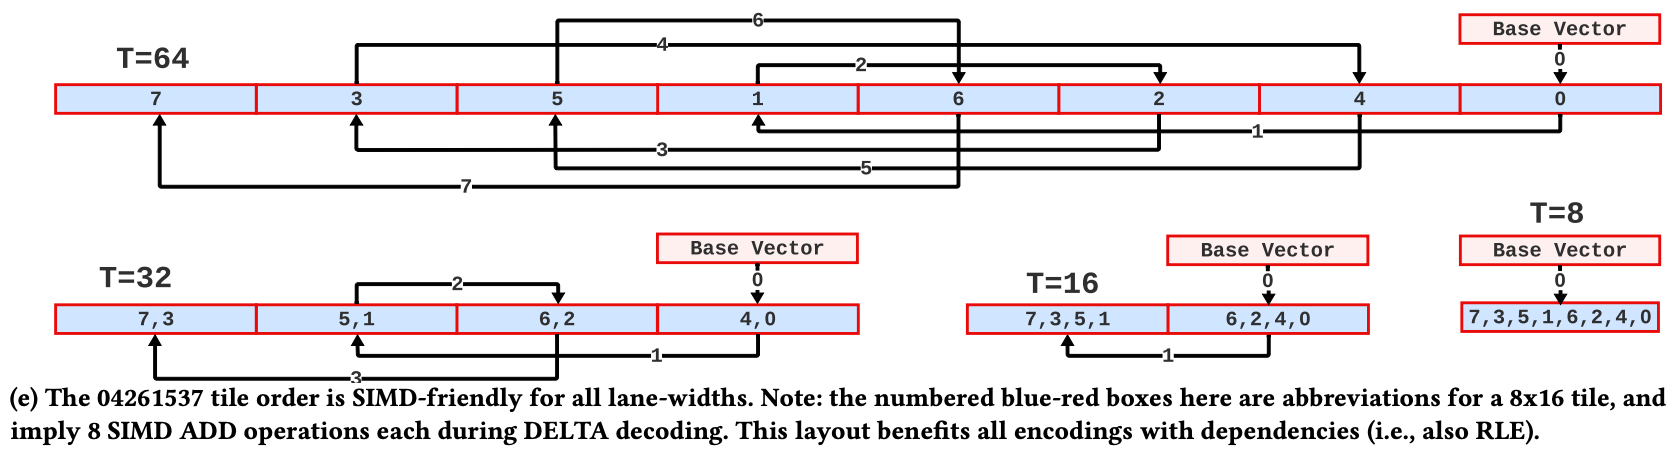 6
Base Vector
T=64
4
0
2
7 3 5 1 6 2 4 0
1
3
5
7
T=8
Base Vector
Base Vector
Base Vector
T=32
2
0
T=16
0
0
7,3 5,1 6,2 4,0
7,3,5,1 6,2,4,0
7,3,5,1,6,2,4,0
1
1
3
(e) The 04261537 tile order is SIMD-friendly for all lane-widths. Note: the numbered blue-red boxes here are abbreviations for a 8x16 tile, and
imply 8 SIMD ADD operations each during DELTA decoding. This layout benefits all encodings with dependencies (i.e., also RLE).